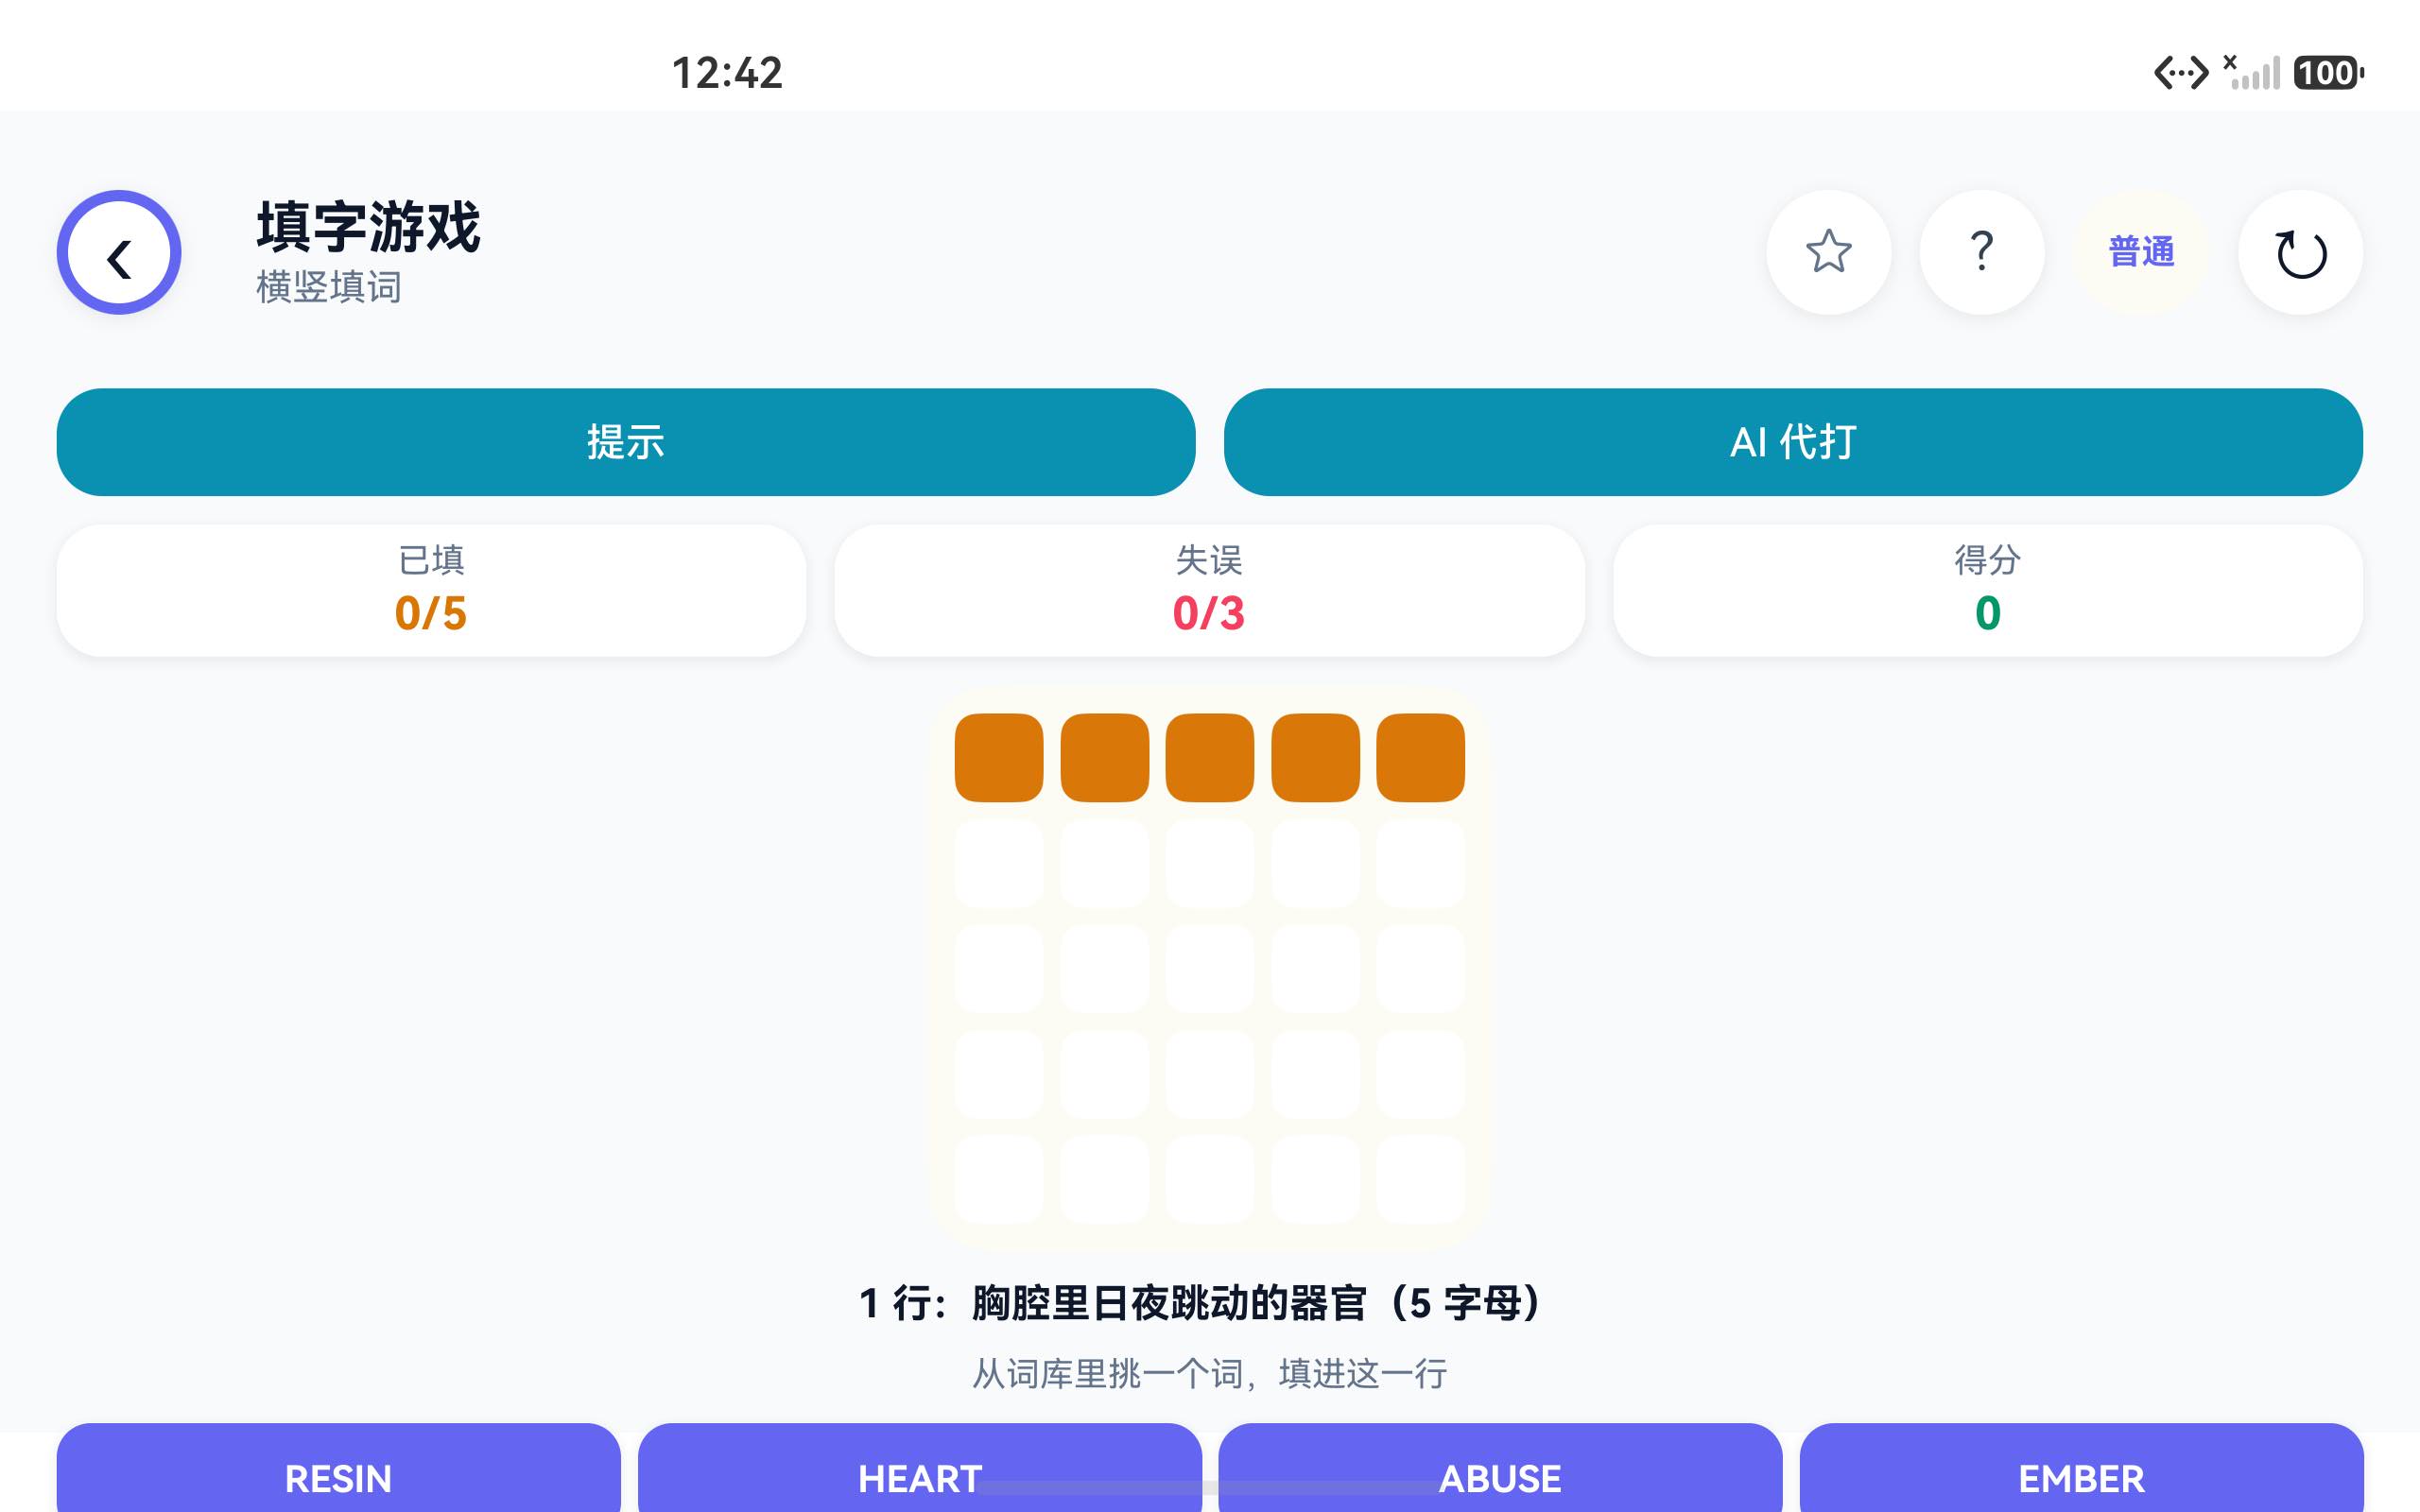 12:42
100
填字游戏
横竖填词
?
普通
提示
AI 代打
已填
失误
得分
0/5
0/3
0
1 行：胸腔里日夜跳动的器官（5 字母）
从词库里挑一个词，填进这一行
RESIN
HEART
ABUSE
EMBER